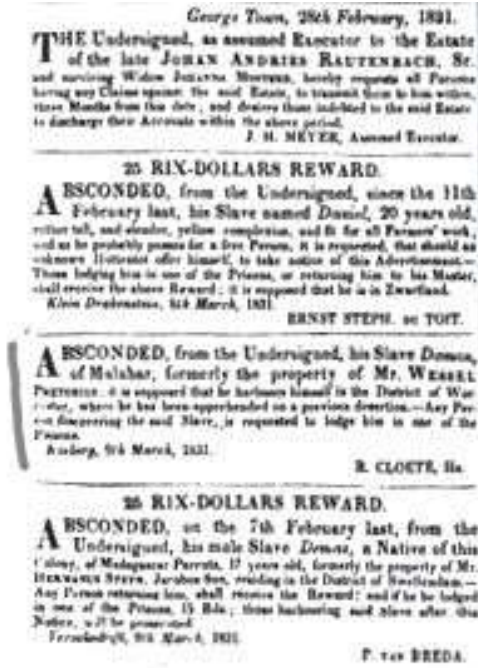 George Town, 28th February, 1831.
THE Undersigned, as assumed Executor to the Estate
of the late JOHAN ANDRIES RAUTENBACH, Sr.
and surviving Widow JOHANNA, hereby requests all Persons
having any Claims against the said Estate, to transmit them to him within
three Months from this date, and desires those indebted to the said Estate
to discharge their Accounts within the above period.
J. H. MEYER, Assumed Executor.
25 RIX-DOLLARS REWARD.
ABSCONDED, from the Undersigned, since the 11th
February last, his Slave named Daniel, 20 years old,
rather tall, and slender, yellow complexion, and fit for all Farmers' work,
and as he probably passes for a free Person, it is requested, that should an
unknown Hottentot offer himself, to take notice of this Advertisement.—
Those lodging him in one of the Prisons, or returning him to his Master,
shall receive the above Reward; it is supposed that he is in Zwartland.
Klein Drakenstein, March, 1831.
ERNST STEPH. DU TOIT.
ABSCONDED, from the Undersigned, his Slave
of Malabar, formerly the property of Mr. WESSEL
PRETORIUS. it is supposed that he harbours himself in the District of Wor-
cester, where he has been apprehended on a previous desertion.—Any Per-
son discovering the said Slave, is requested to lodge him in one of the
Prisons.
9th March, 1831.
R. CLOETE,
25 RIX-DOLLARS REWARD.
ABSCONDED, on the 7th February last, from the
Undersigned, his male Slave, a Native of this
Colony, of Madagascar Parents, 17 years old, formerly the property of Mr.
HERMANUS STEYN, Jacobus Son, residing in the District of Swellendam.—
Any Person returning him, shall receive the Reward; and if he be lodged
in one of the Prisons, 15 Rds; those harbouring said Slave after this
Notice, will be prosecuted.
9th March, 1831.
P. VAN BREDA.